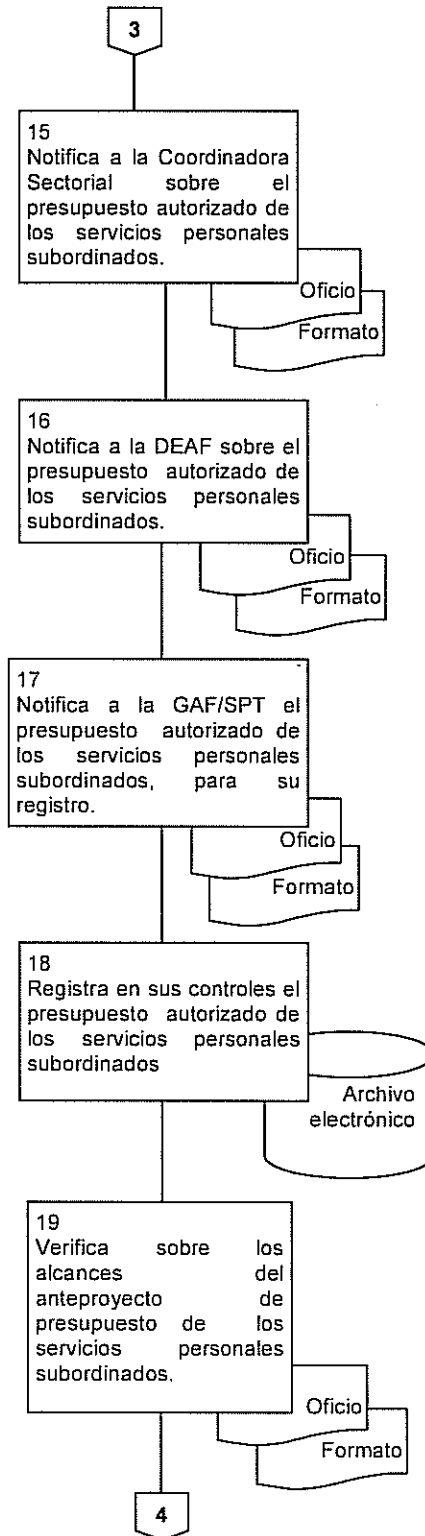 3
15
Notifica a la Coordinadora
Sectorial sobre el
presupuesto autorizado de
los servicios personales
subordinados.
Oficio
Formato
16
Notifica a la DEAF sobre el
presupuesto autorizado de
los servicios personales
subordinados.
Oficio
Formato
17
Notifica a la GAF/SPT el
presupuesto autorizado de
los servicios personales
subordinados, para su
registro.
Oficio
Formato
18
Registra en sus controles el
presupuesto autorizado de
los servicios personales
subordinados
Archivo
electrónico
19
Verifica sobre los
alcances del
anteproyecto de
presupuesto de los
servicios personales
subordinados.
Oficio
Formato
4